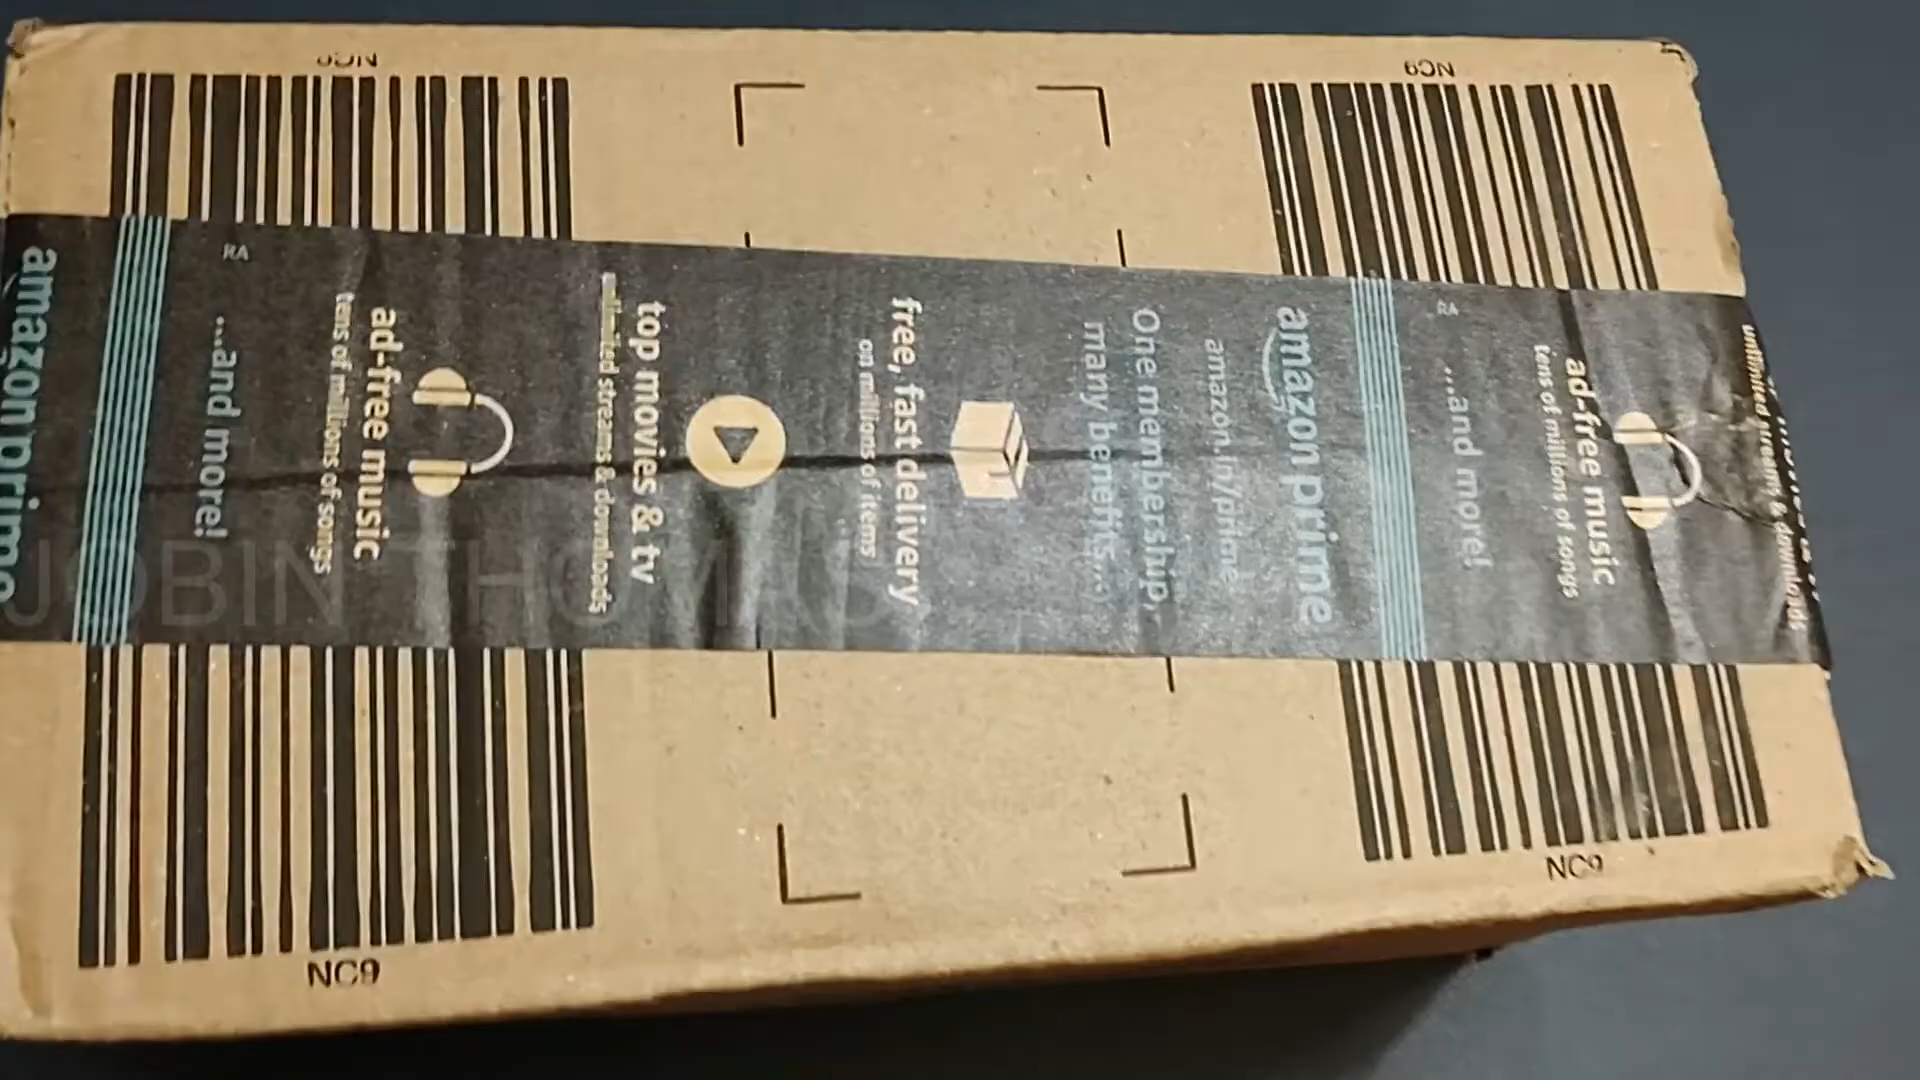 NC9
NC9
amazon prime
RA
...and more!
ad-free music
tens of millions of songs
top movies & tv
unlimited streams & downloads
free, fast delivery
on millions of items
One membership,
many benefits...
amazon.in/prime
amazon prime
RA
...and more!
ad-free music
tens of millions of songs
unlimited streams & downloads
JOBIN THOMAS
NC9
NC9